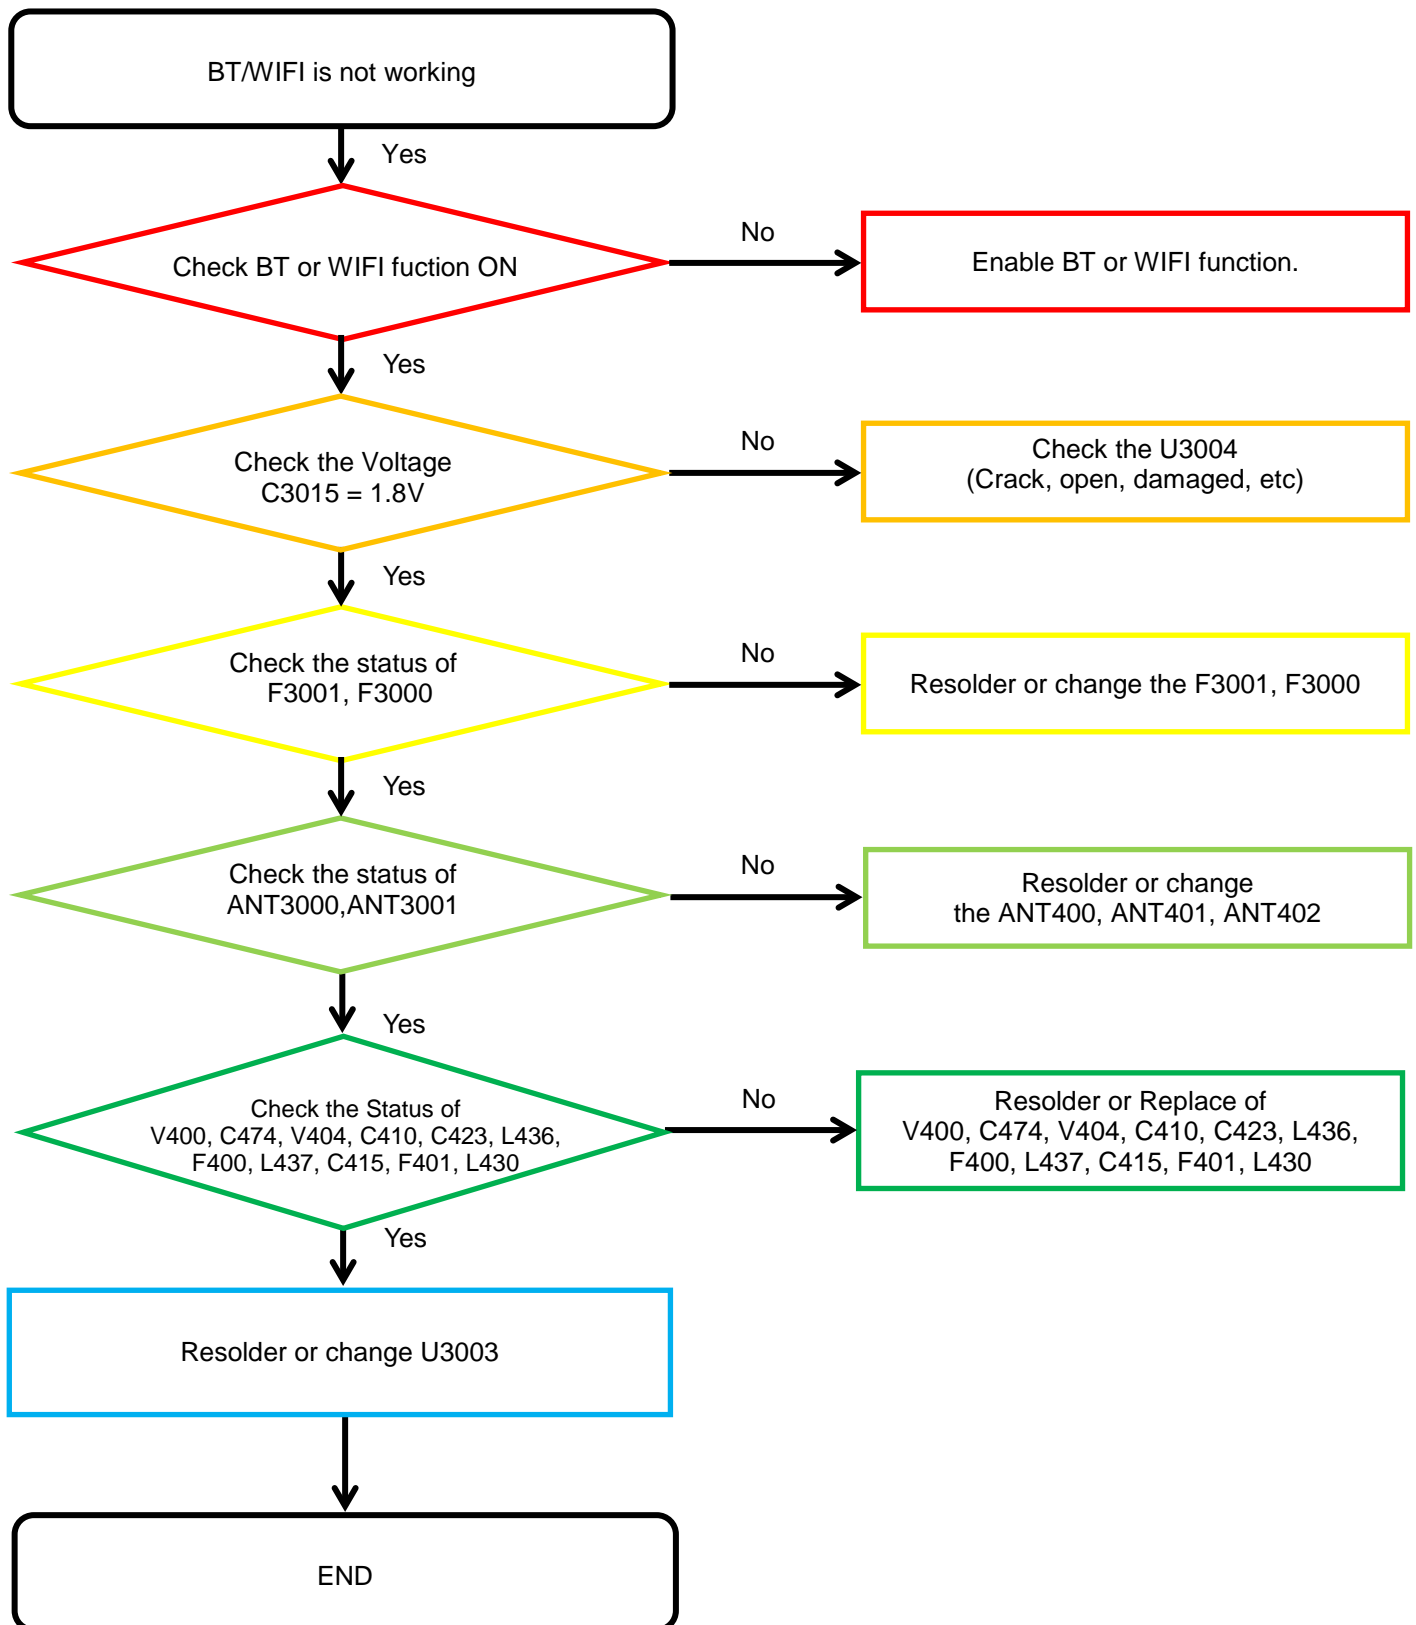 BT/WIFI is not working
Yes
Check BT or WIFI fuction ON
No
Enable BT or WIFI function.
Yes
Check the Voltage
C3015 = 1.8V
No
Check the U3004
(Crack, open, damaged, etc)
Yes
Check the status of
F3001, F3000
No
Resolder or change the F3001, F3000
Yes
Check the status of
ANT3000,ANT3001
No
Resolder or change
the ANT400, ANT401, ANT402
Yes
Check the Status of
V400, C474, V404, C410, C423, L436,
F400, L437, C415, F401, L430
No
Resolder or Replace of
V400, C474, V404, C410, C423, L436,
F400, L437, C415, F401, L430
Yes
Resolder or change U3003
END